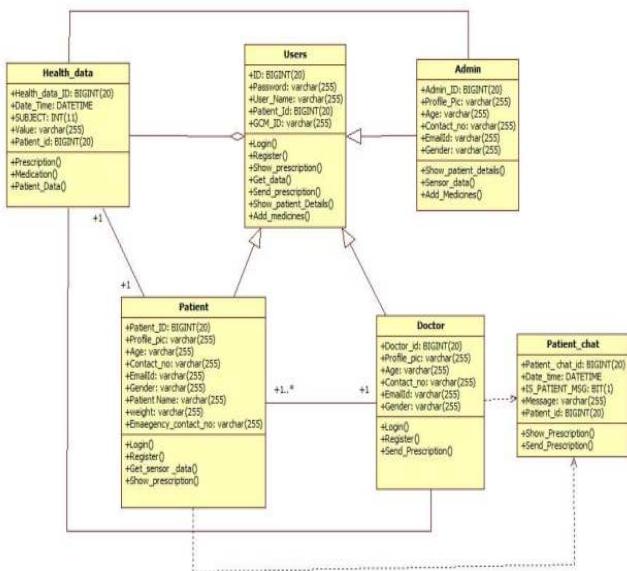 Health_data
+Health_data_ID: BIGINT(20)
+Date_Time: DATETIME
+SUBJECT: INT(11)
+Value: varchar(255)
+Patient_id: BIGINT(20)
+Prescription()
+Medication()
+Patient_Data()
Users
+ID: BIGINT(20)
+Password: varchar(255)
+User_Name: varchar(255)
+Patient_Id: BIGINT(20)
+GCM_ID: varchar(255)
+Login()
+Register()
+Show_prescription()
+Get_data()
+Send_prescription()
+Show_patient_Details()
+Add_medicines()
Admin
+Admin_ID: BIGINT(20)
+Profile_Pic: varchar(255)
+Age: varchar(255)
+Contact_no: varchar(255)
+EmailId: varchar(255)
+Gender: varchar(255)
+Show_patient_details()
+Sensor_data()
+Add_Medicines()
+1
+1
Patient
+Patient_ID: BIGINT(20)
+Profile_pic: varchar(255)
+Age: varchar(255)
+Contact_no: varchar(255)
+EmailId: varchar(255)
+Gender: varchar(255)
+Patient Name: varchar(255)
+weight: varchar(255)
+Emaegency_contact_no: varchar(255)
+Login()
+Register()
+Get_sensor _data()
+Show_prescription()
+1..*
+1
Doctor
+Doctor_id: BIGINT(20)
+Profile_pic: varchar(255)
+Age: varchar(255)
+Contact_no: varchar(255)
+EmailId: varchar(255)
+Gender: varchar(255)
+Login()
+Register()
+Send_Prescription()
Patient_chat
+Patient_chat_id: BIGINT(20)
+Date_time: DATETIME
+IS_PATIENT_MSG: BIT(1)
+Message: varchar(255)
+Patient_id: BIGINT(20)
+Show_Prescription()
+Send_Prescription()